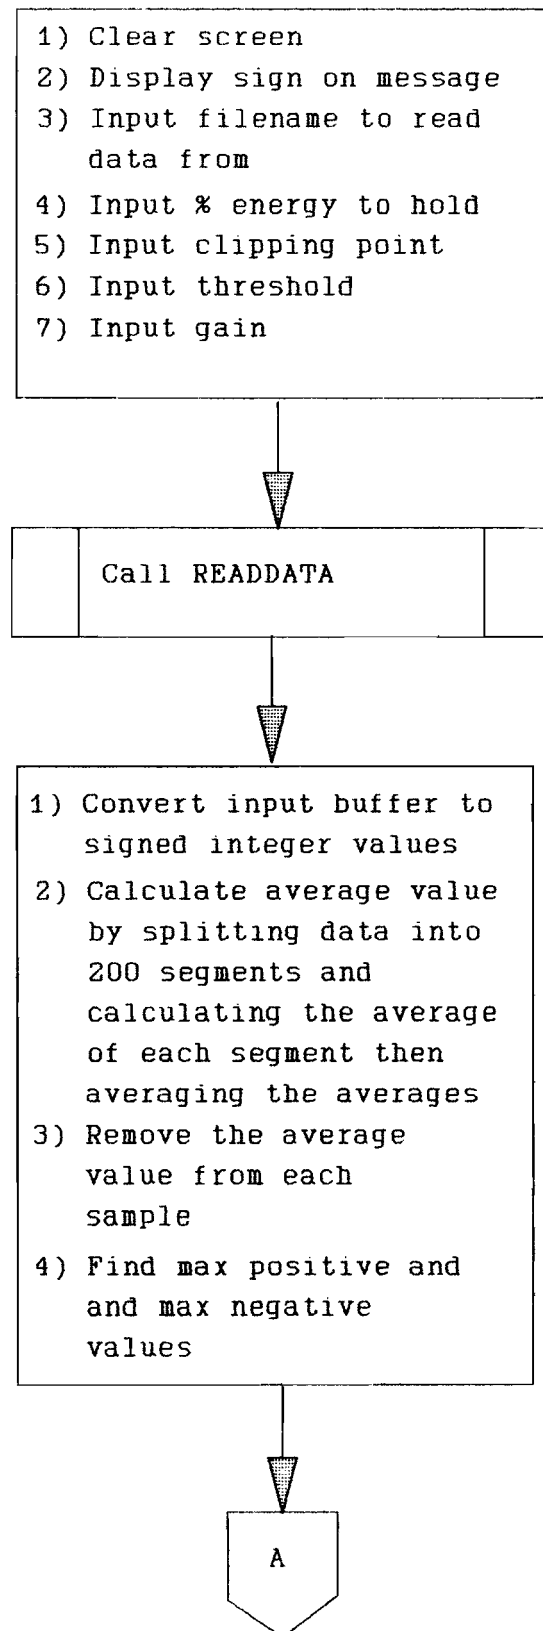 1) Clear screen
2) Display sign on message
3) Input filename to read
data from
4) Input % energy to hold
5) Input clipping point
6) Input threshold
7) Input gain
Call READDATA
1) Convert input buffer to
signed integer values
2) Calculate average value
by splitting data into
200 segments and
calculating the average
of each segment then
averaging the averages
3) Remove the average
value from each
sample
4) Find max positive and
and max negative
values
A